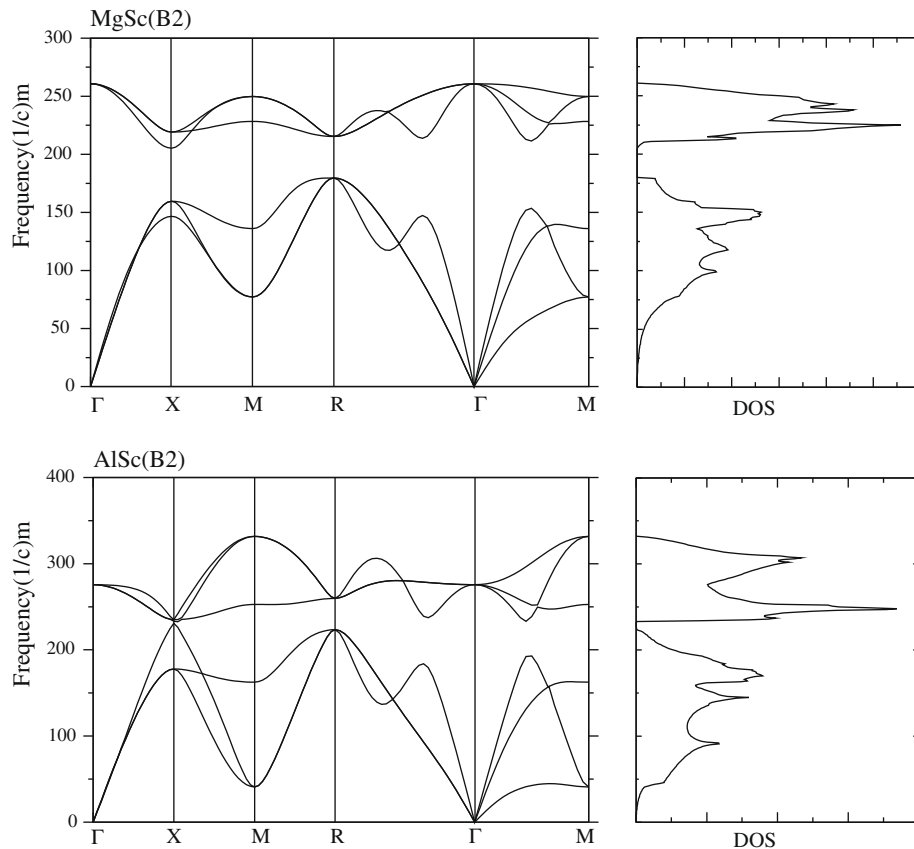 MgSc(B2)
300
250
200
150
100
50
0
Frequency(1/c)m
Γ X M R Γ M
DOS
AlSc(B2)
400
300
200
100
0
Frequency(1/c)m
Γ X M R Γ M
DOS